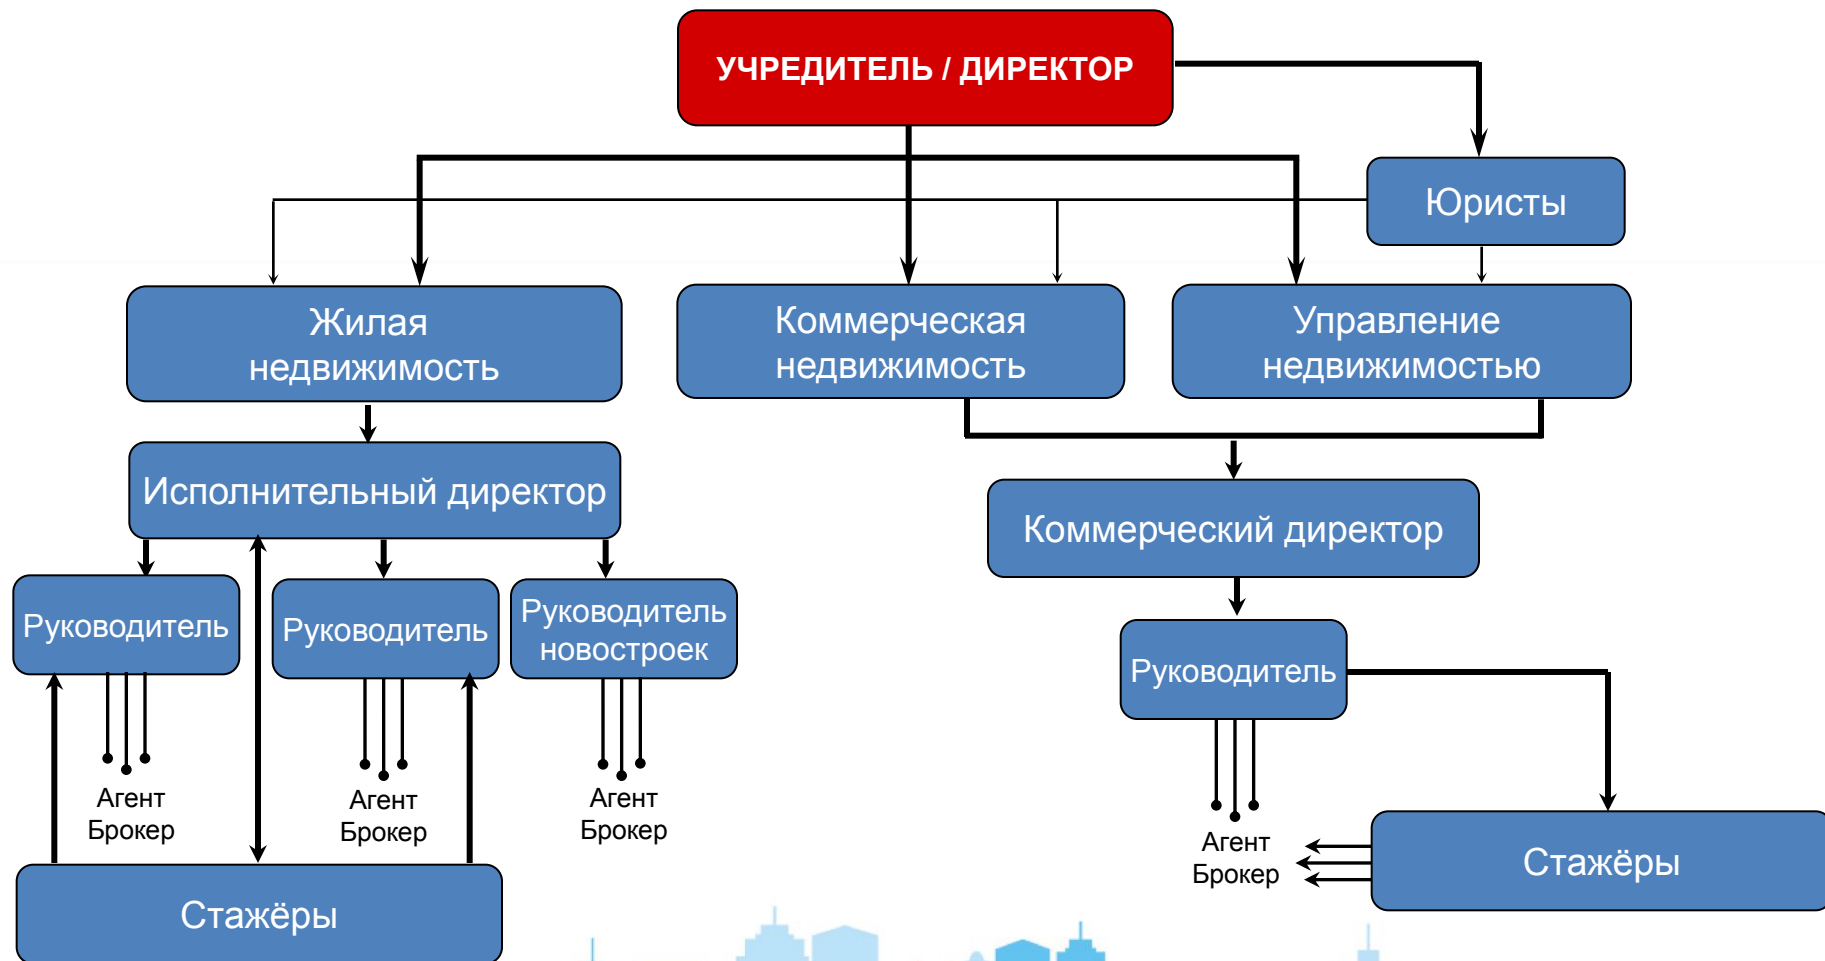 УЧРЕДИТЕЛЬ / ДИРЕКТОР
Юристы
Жилая
недвижимость
Коммерческая
недвижимость
Управление
недвижимостью
Исполнительный директор
Коммерческий директор
Руководитель
Руководитель
Руководитель
новостроек
Руководитель
Агент
Брокер
Агент
Брокер
Агент
Брокер
Агент
Брокер
Стажёры
Стажёры